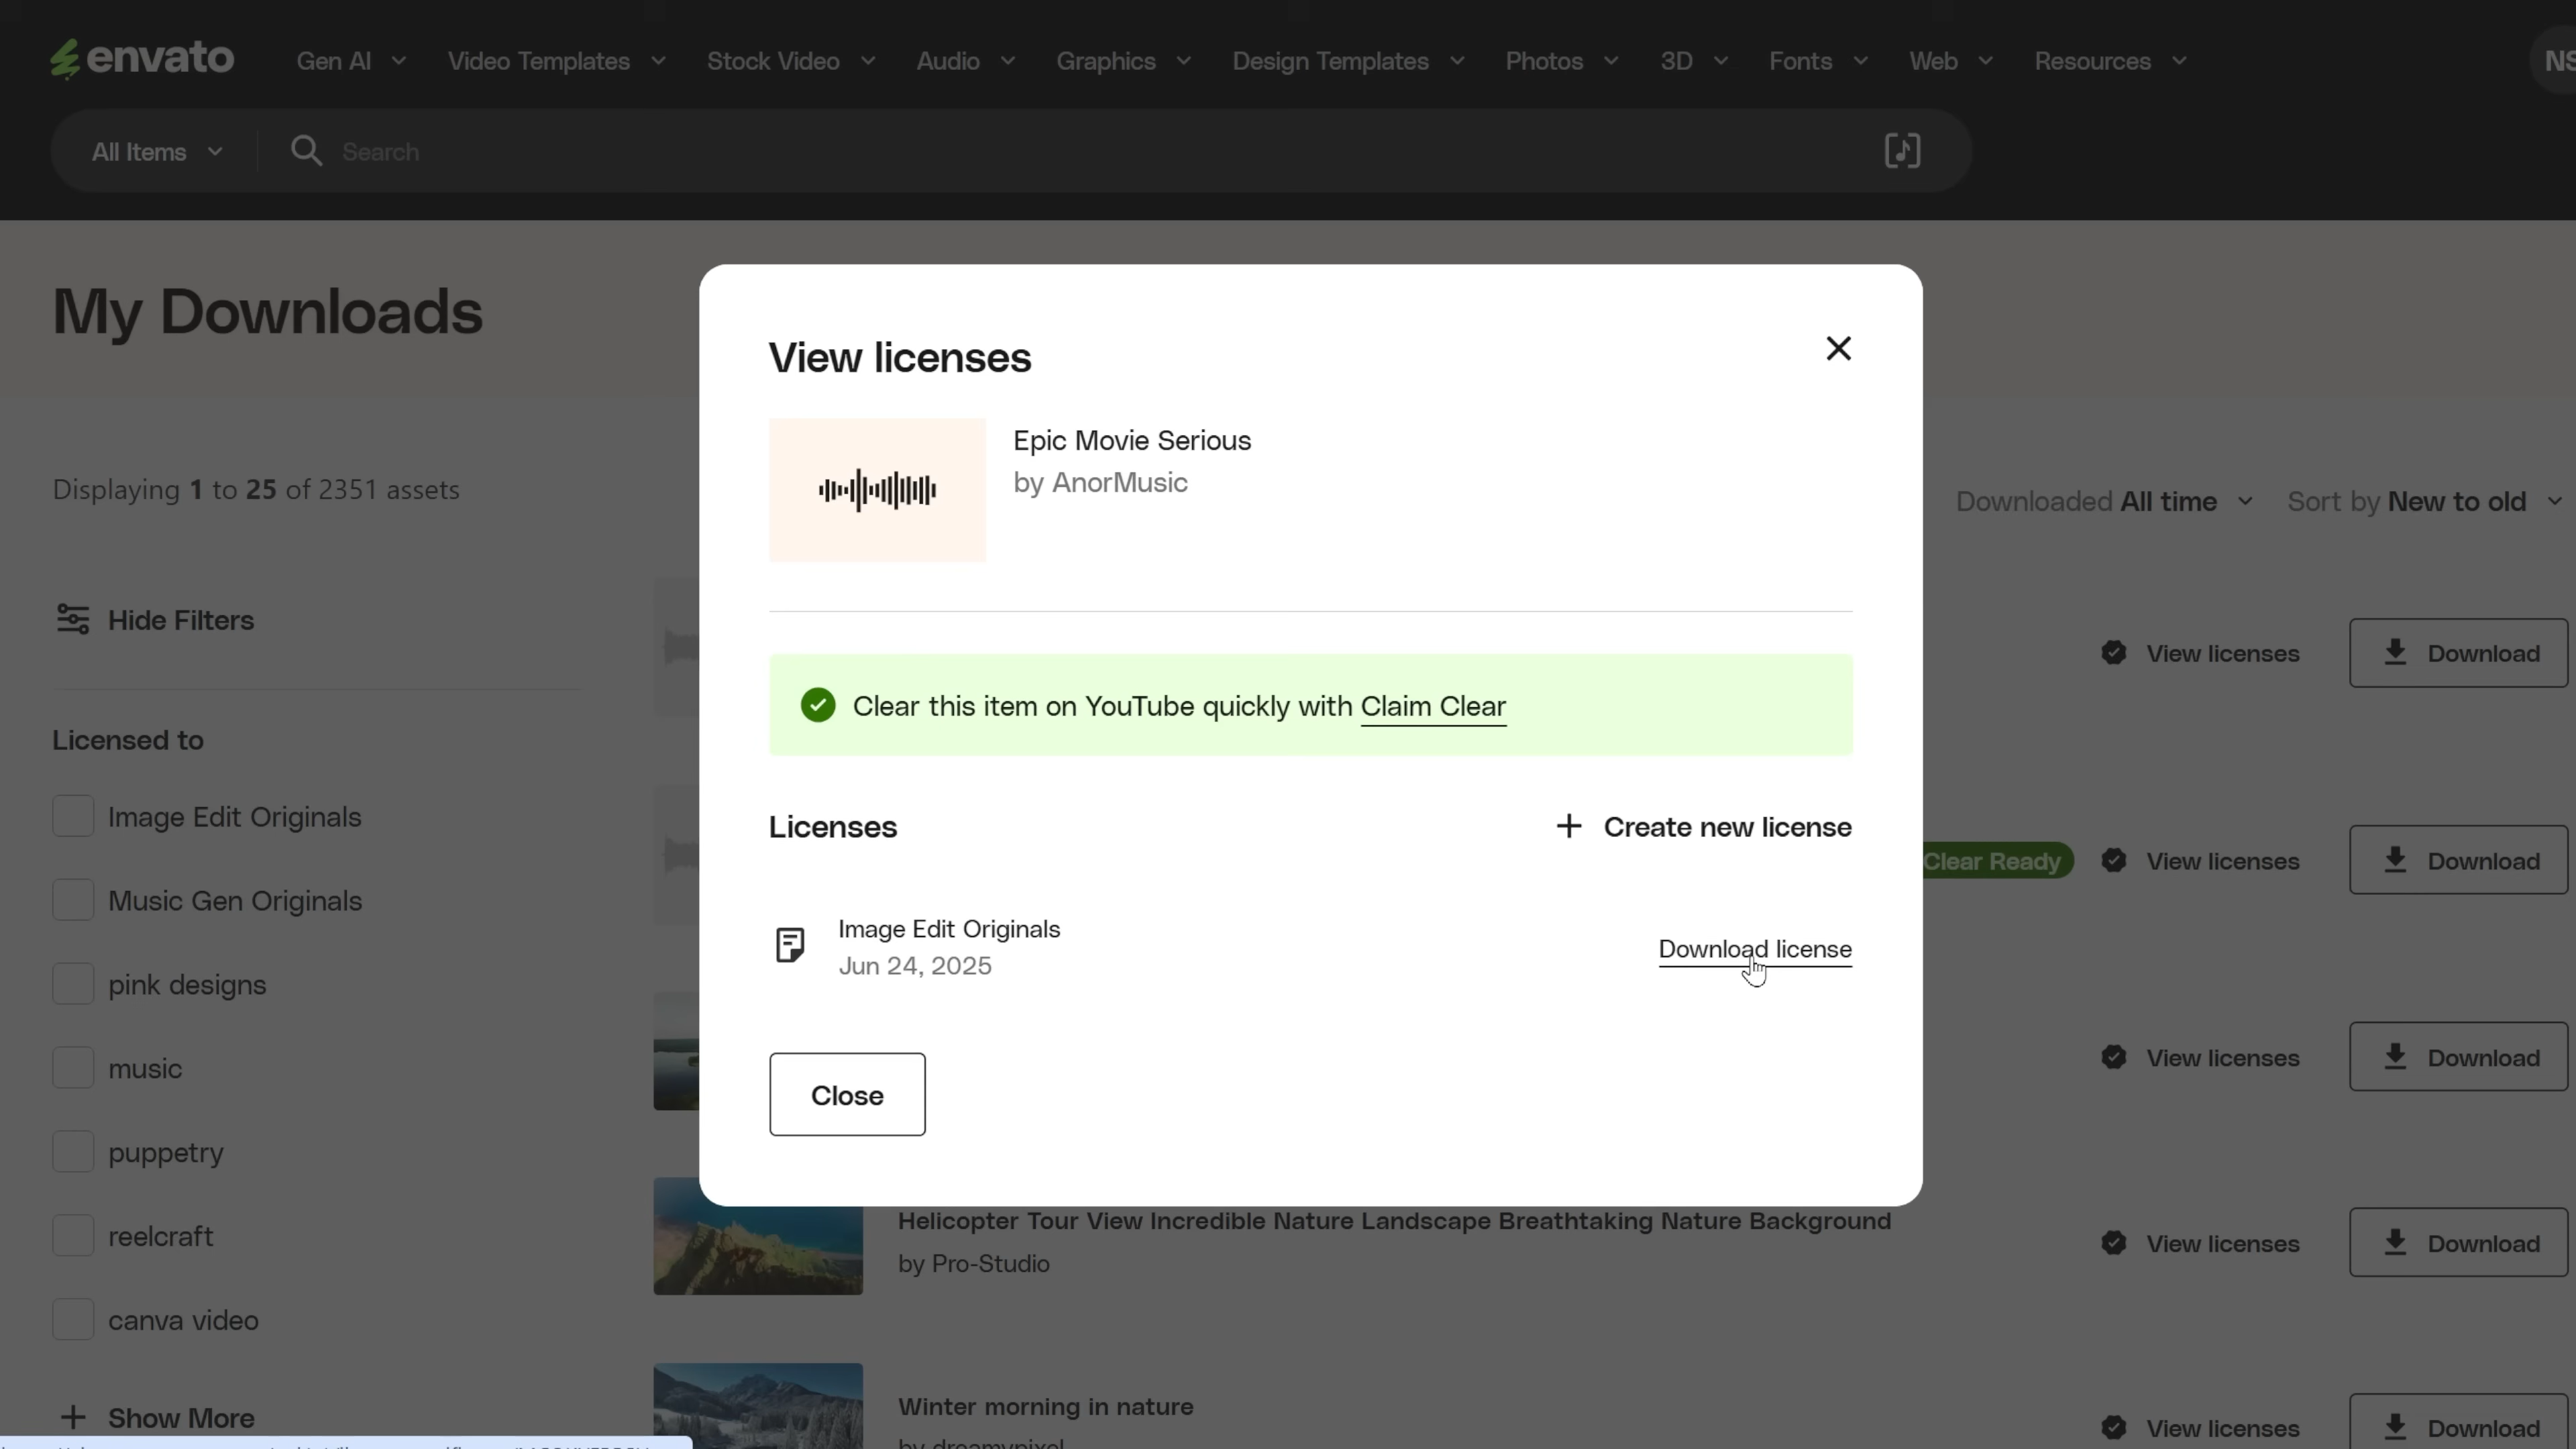 envato
Gen AI
Video Templates
Stock Video
Audio
Graphics
Design Templates
Photos
3D
Fonts
Web
Resources
NS
All Items
Search
My Downloads
Displaying 1 to 25 of 2351 assets
Downloaded All time
Sort by New to old
Hide Filters
Licensed to
Image Edit Originals
Music Gen Originals
pink designs
music
puppetry
reelcraft
canva video
Show More
View licenses
Epic Movie Serious
by AnorMusic
Clear this item on YouTube quickly with Claim Clear
Licenses
Create new license
Image Edit Originals
Jun 24, 2025
Download license
Close
View licenses
Download
Clear Ready
View licenses
Download
View licenses
Download
Helicopter Tour View Incredible Nature Landscape Breathtaking Nature Background
by Pro-Studio
View licenses
Download
Winter morning in nature
by dreamypixel
View licenses
Download